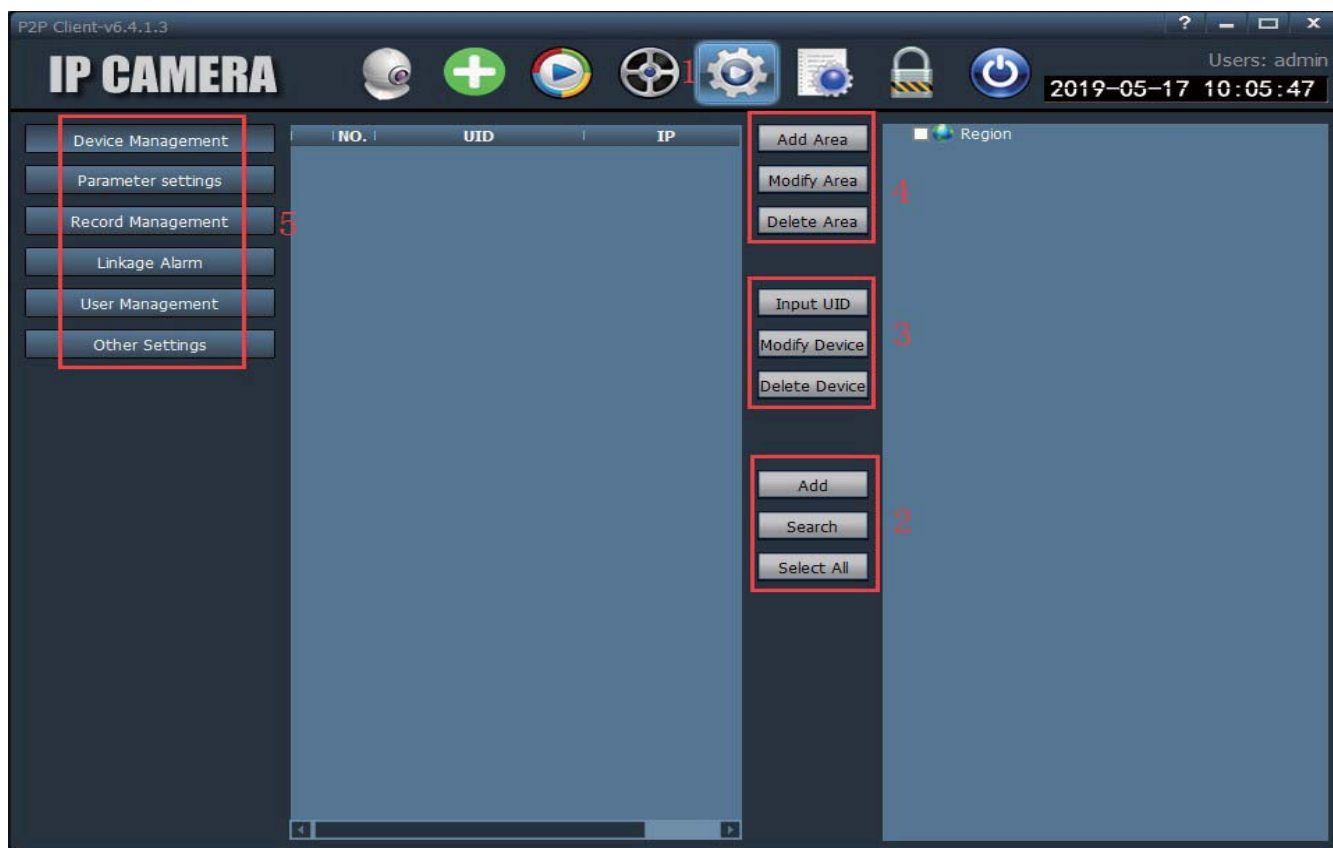 P2P Client-v6.4.1.3
IP CAMERA
1
Users: admin
2019-05-17 10:05:47
Device Management
Parameter settings
Record Management
Linkage Alarm
User Management
Other Settings
5
NO. UID IP
Add Area
Modify Area
Delete Area
4
Input UID
Modify Device
Delete Device
3
Add
Search
Select All
2
Region